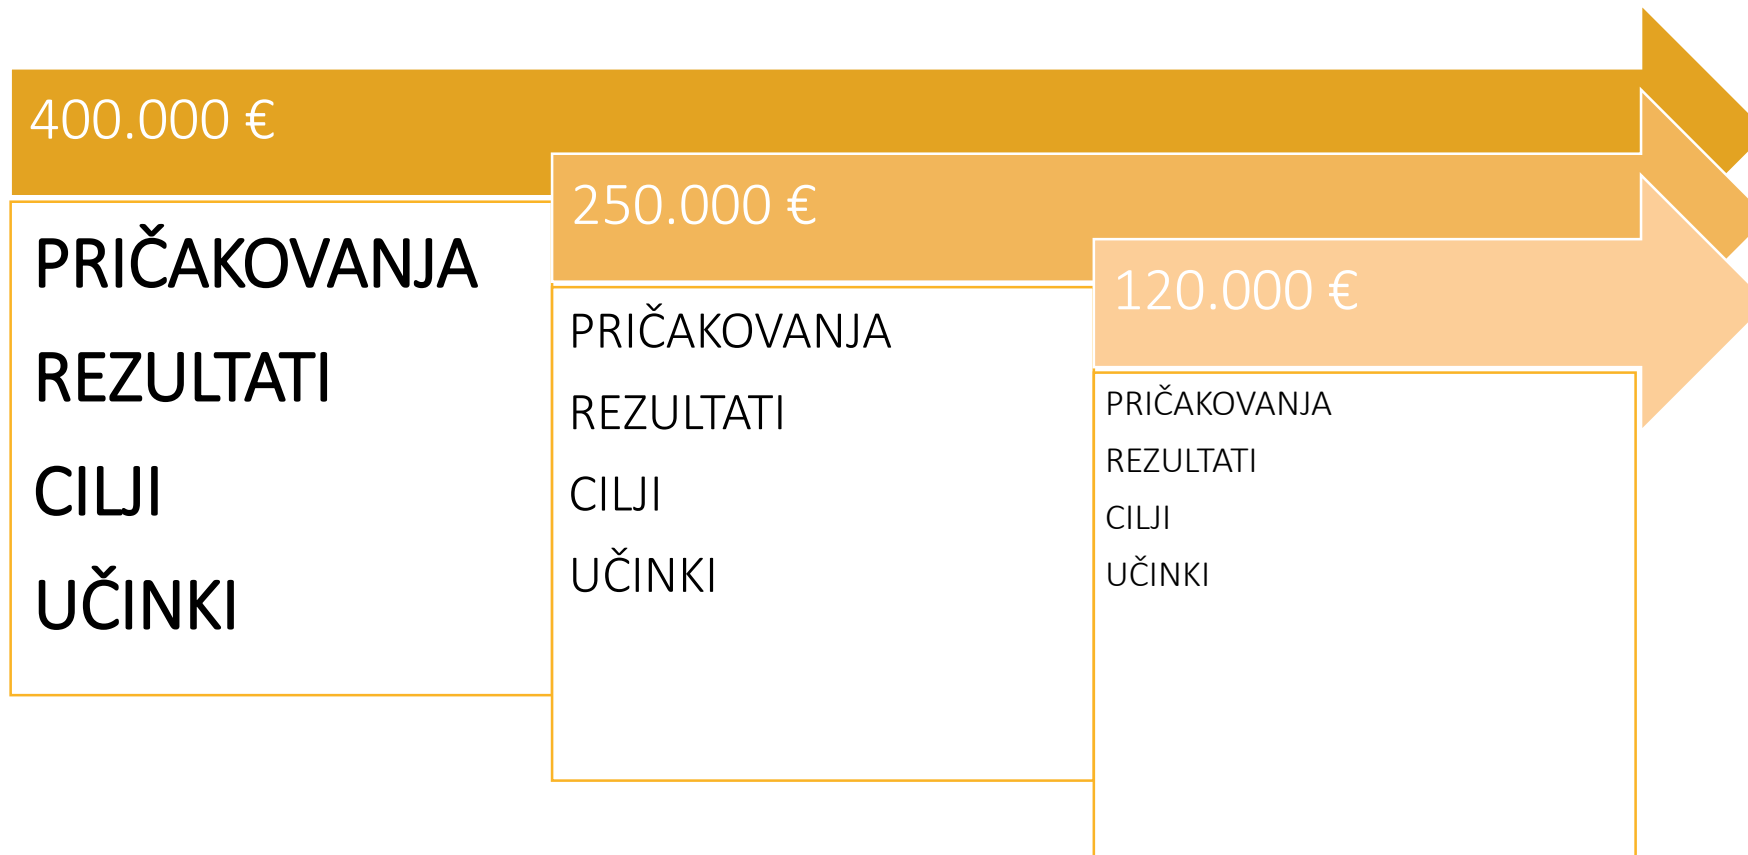 400.000 €
PRIČAKOVANJA
REZULTATI
CILJI
UČINKI
250.000 €
PRIČAKOVANJA
REZULTATI
CILJI
UČINKI
120.000 €
PRIČAKOVANJA
REZULTATI
CILJI
UČINKI